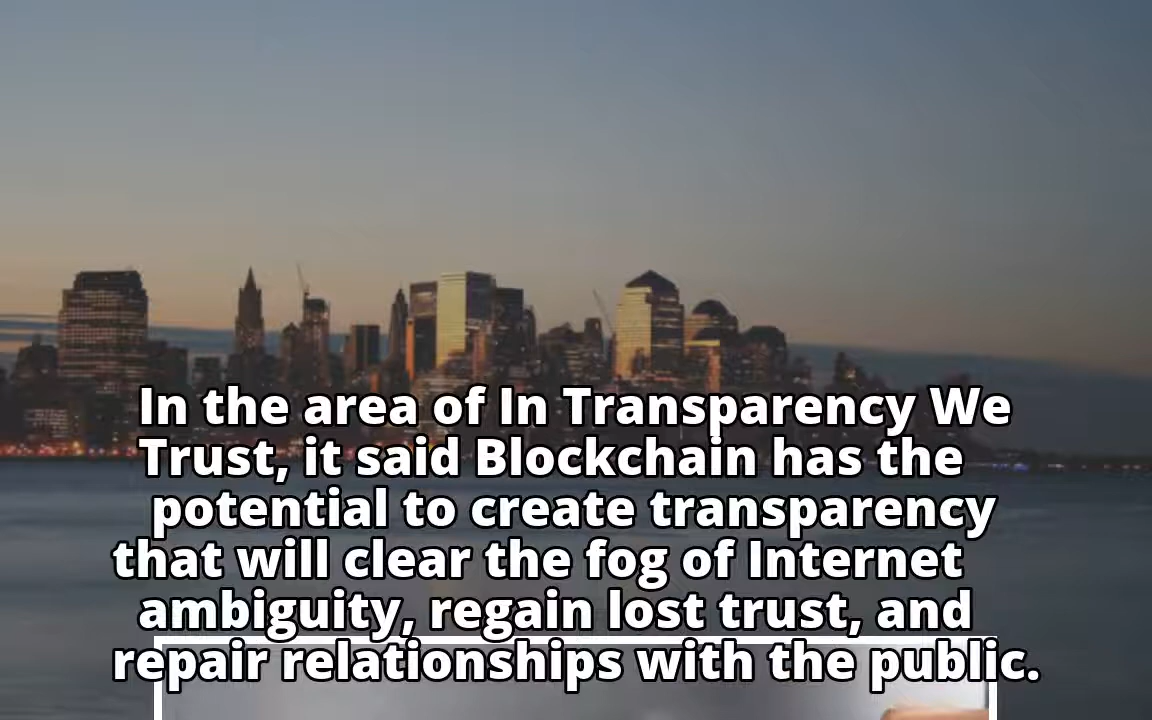 In the area of In Transparency We
Trust, it said Blockchain has the
potential to create transparency
that will clear the fog of Internet
ambiguity, regain lost trust, and
repair relationships with the public.